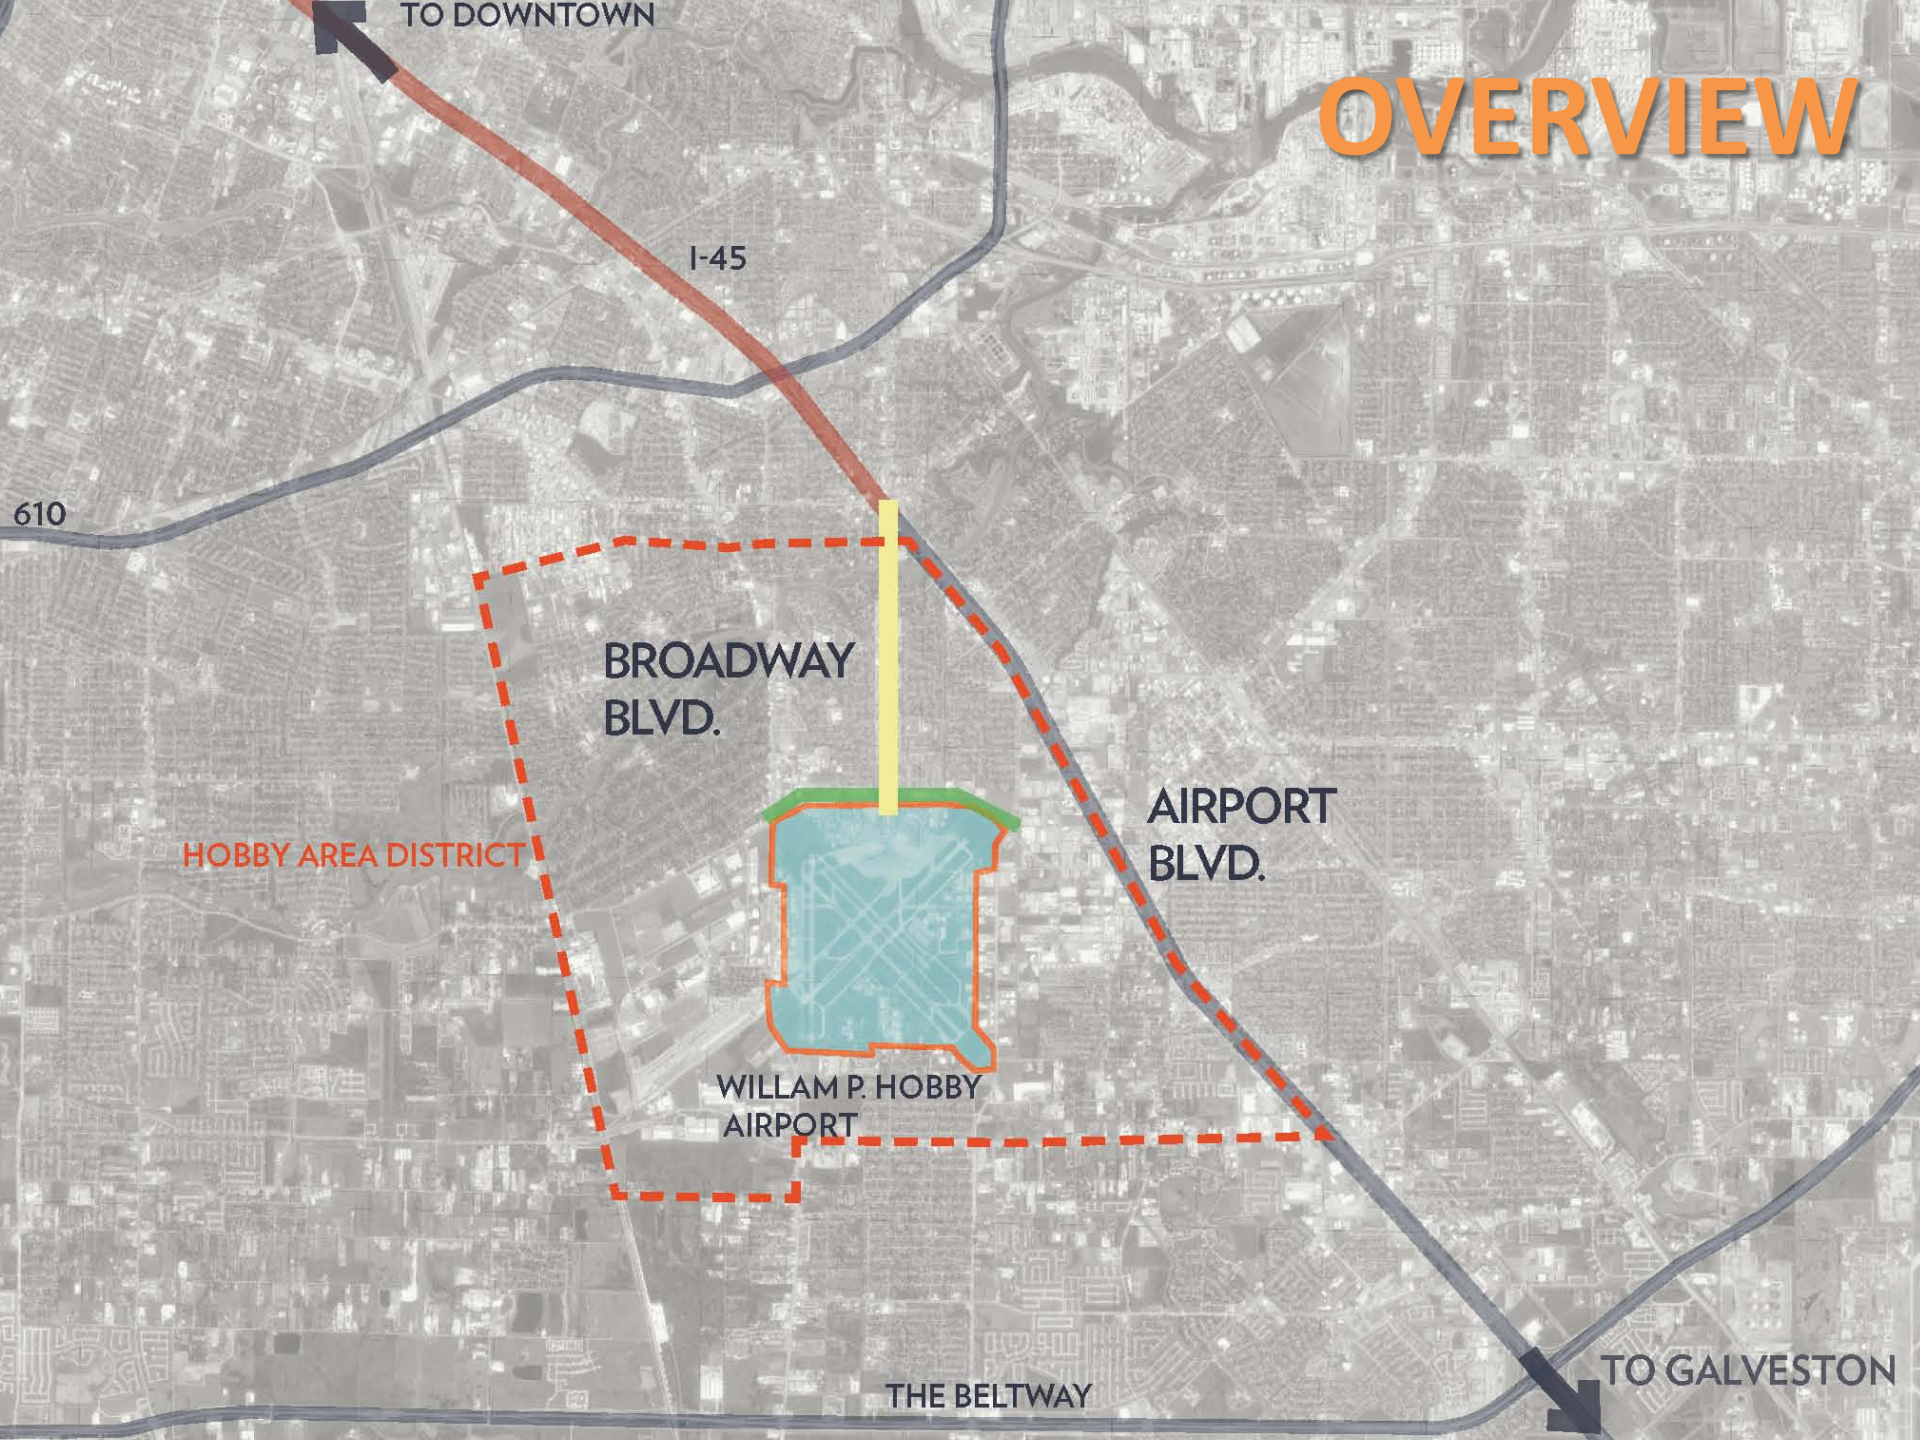 TO DOWNTOWN
OVERVIEW
I-45
610
BROADWAY
BLVD.
AIRPORT
BLVD.
HOBBY AREA DISTRICT
WILLAM P. HOBBY
AIRPORT
TO GALVESTON
THE BELTWAY